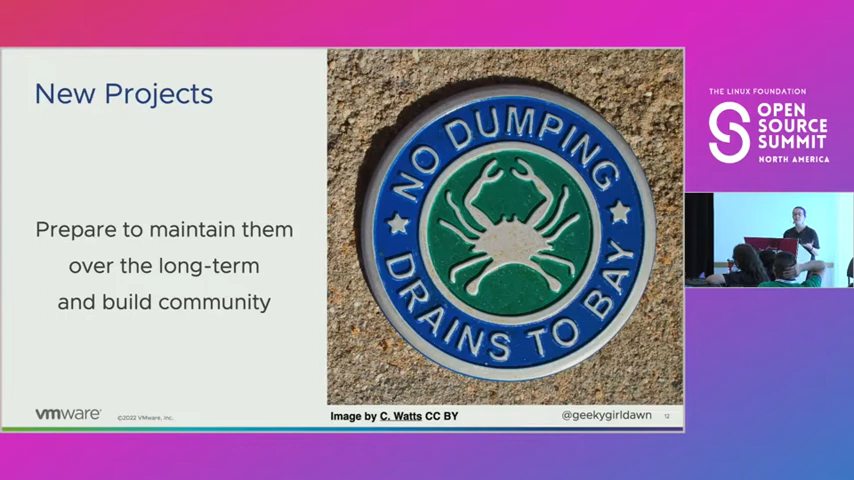 New Projects
Prepare to maintain them
over the long-term
and build community
NO DUMPING
DRAINS TO BAY
vmware
©2022 VMware, Inc.
Image by C. Watts CC BY
@geekygirldawn
12
THE LINUX FOUNDATION
OPEN
SOURCE
SUMMIT
NORTH AMERICA